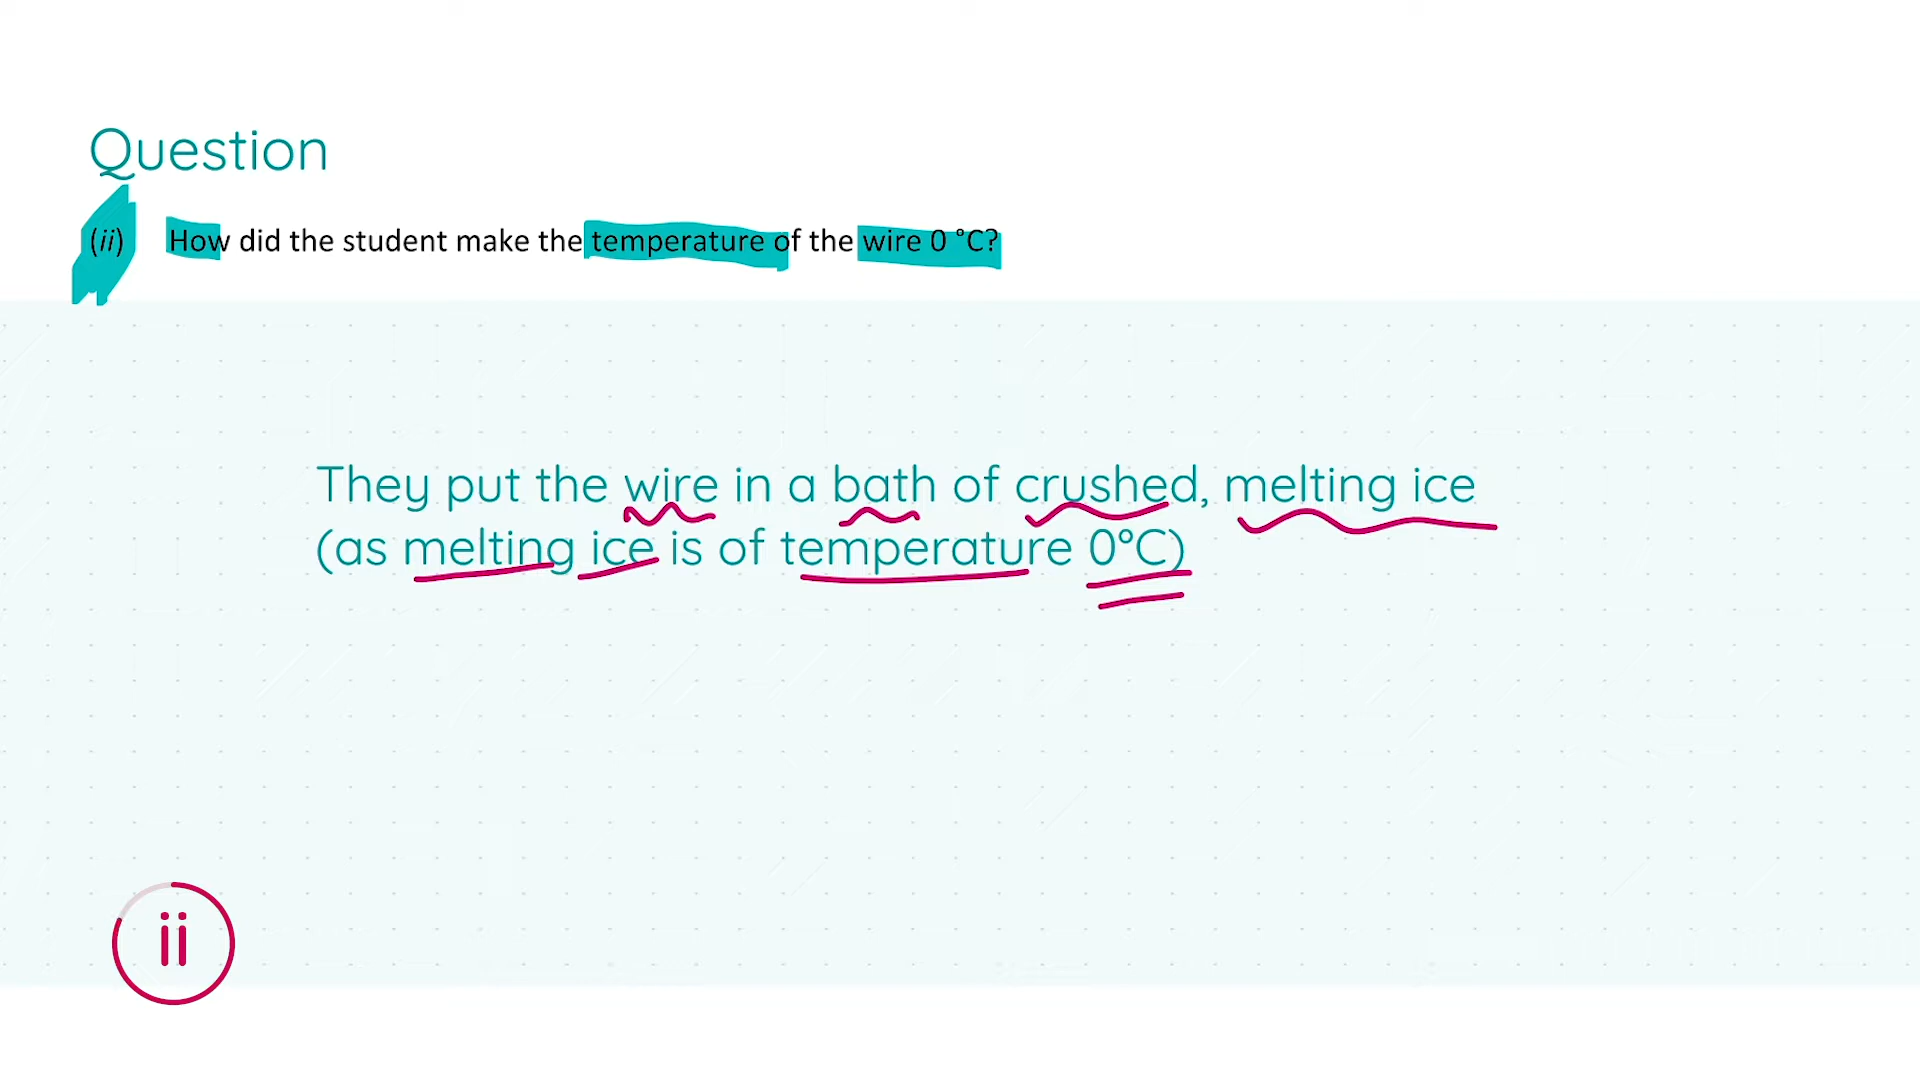 Question
(ii) How did the student make the temperature of the wire 0 °C?
They put the wire in a bath of crushed, melting ice
(as melting ice is of temperature 0°C)
ii